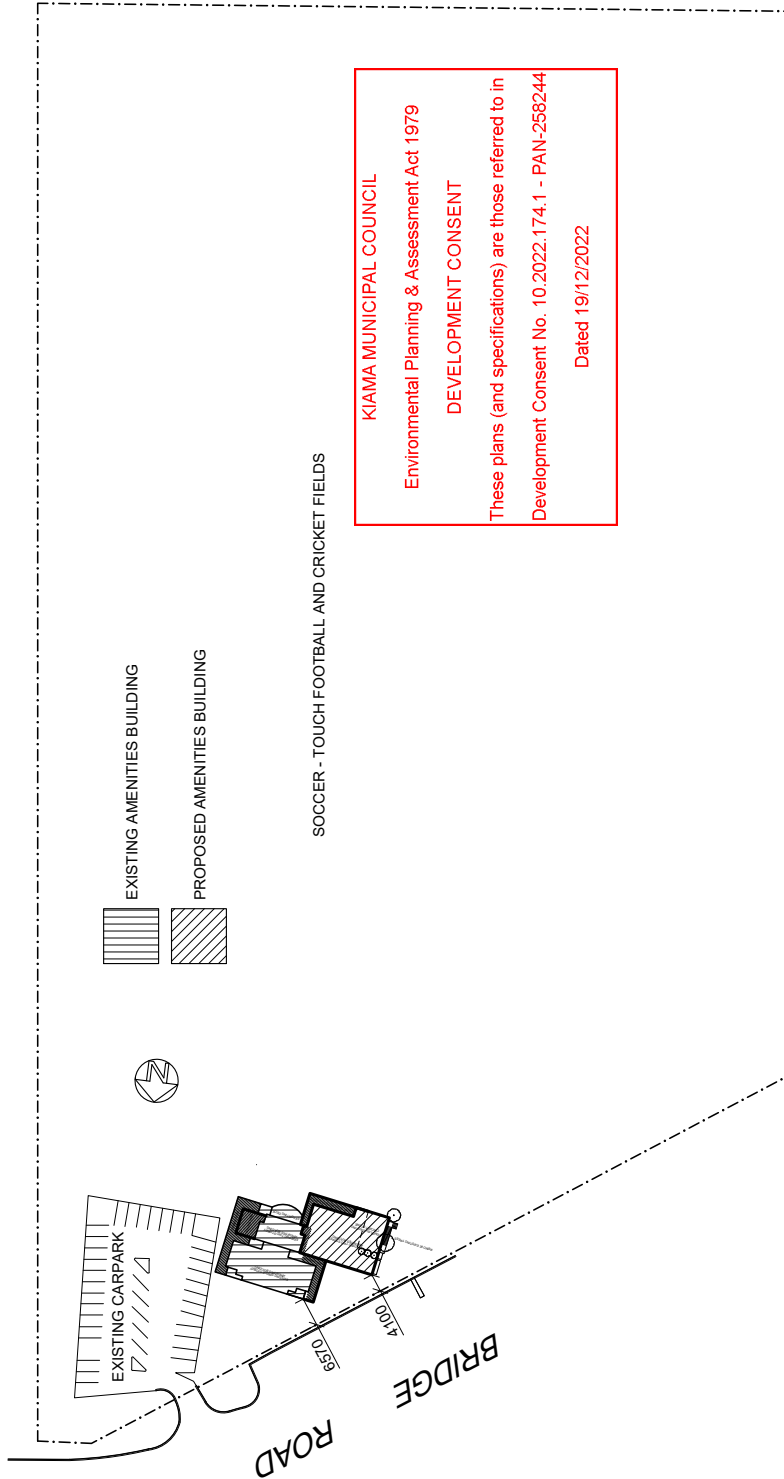 KIAMA MUNICIPAL COUNCIL
Environmental Planning & Assessment Act 1979
DEVELOPMENT CONSENT
These plans (and specifications) are those referred to in
Development Consent No. 10.2022.174.1 - PAN-258244
Dated 19/12/2022
EXISTING AMENITIES BUILDING
PROPOSED AMENITIES BUILDING
SOCCER - TOUCH FOOTBALL AND CRICKET FIELDS
N
EXISTING CARPARK
6570
4100
BRIDGE
ROAD